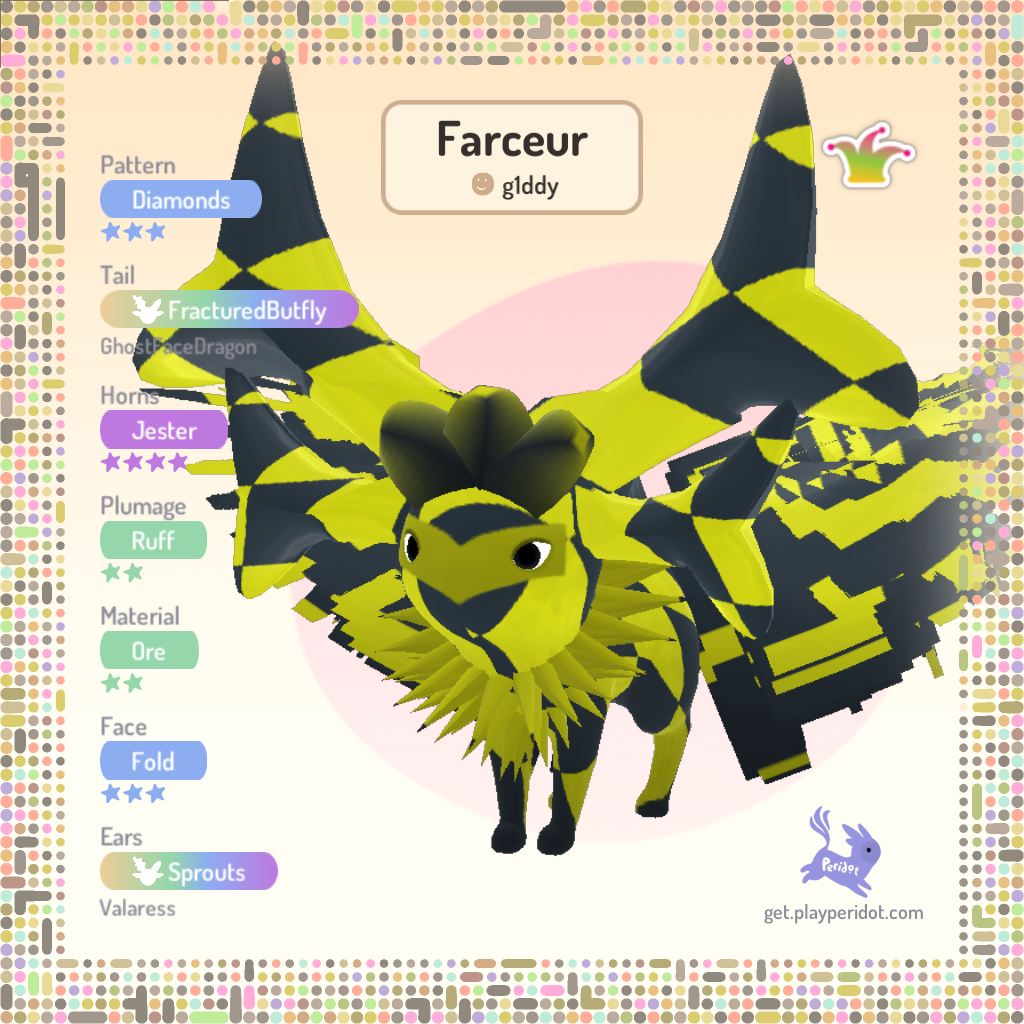 Farceur
g1ddy
Pattern
Diamonds
Tail
FracturedButfly
GhostFaceDragon
Horns
Jester
Plumage
Ruff
Material
Ore
Face
Fold
Ears
Sprouts
Valaress
Peridot
get.playperidot.com